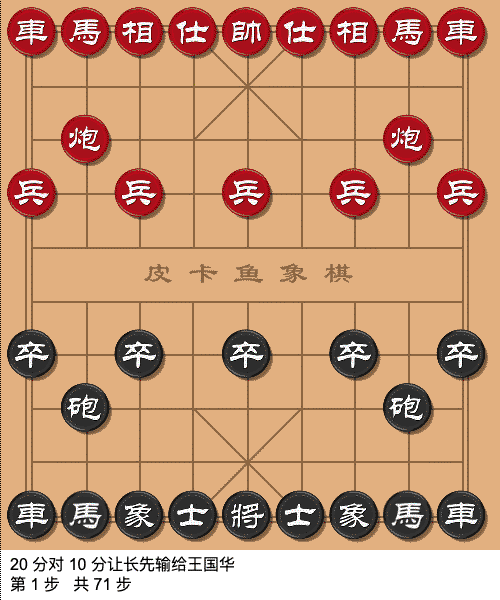 車馬相仕帥仕相馬車
炮炮
兵兵兵兵兵
皮卡鱼象棋
卒卒卒卒卒
砲砲
車馬象士將士象馬車
20 分对 10 分让长先输给王国华
第 1 步 共 71 步